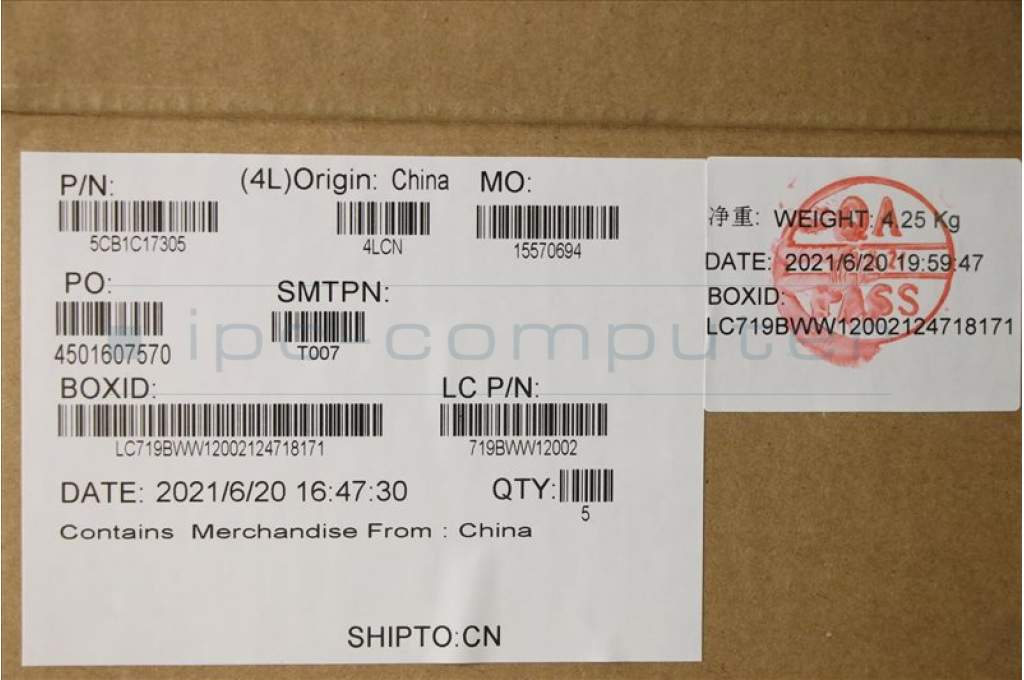 P/N:
5CB1C17305
(4L)Origin: China
4LCN
MO:
15570694
PO:
4501607570
SMTPN:
T007
BOXID:
LC719BWW12002124718171
LC P/N:
719BWW12002
DATE: 2021/6/20 16:47:30
QTY:
5
Contains Merchandise From : China
SHIPTO:CN
净重: WEIGHT: 4.25 Kg
DATE: 2021/6/20 19:59:47
BOXID:
LC719BWW12002124718171
QA
PASS
ipc-computer